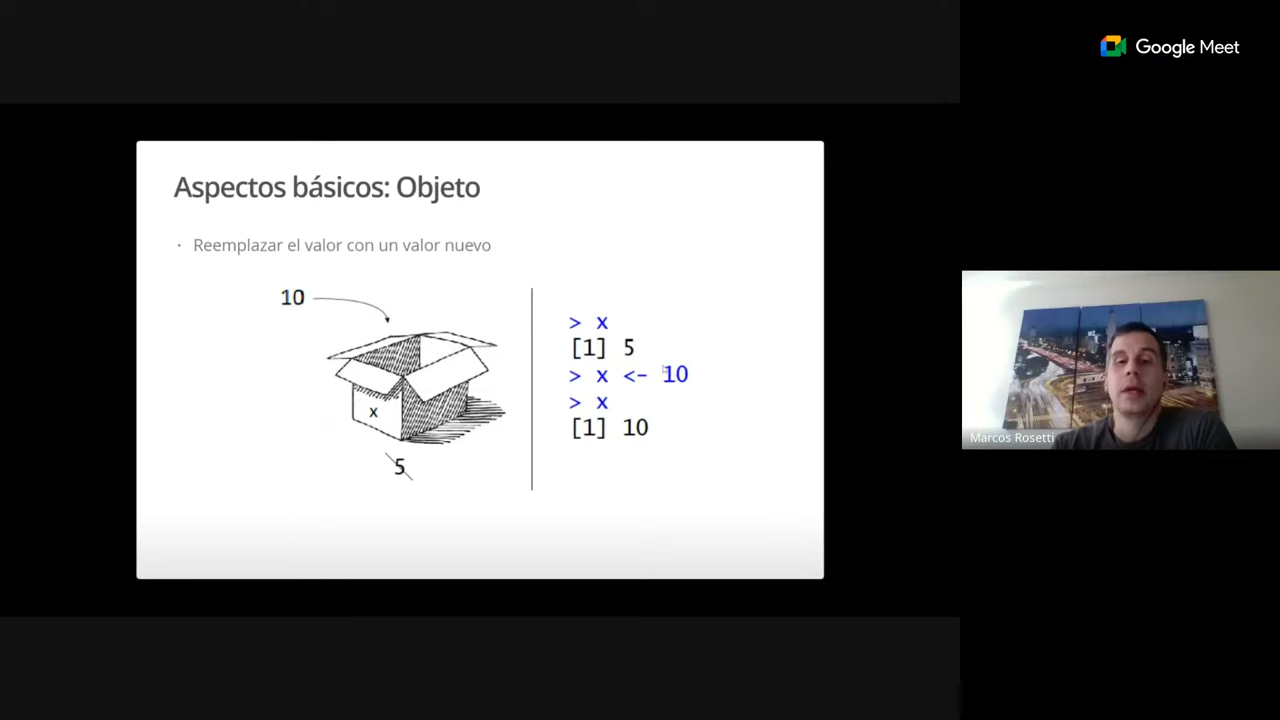 Google Meet
Aspectos básicos: Objeto
· Reemplazar el valor con un valor nuevo
10
x
5
> x
[1] 5
> x <- 10
> x
[1] 10
Marcos Rosetti